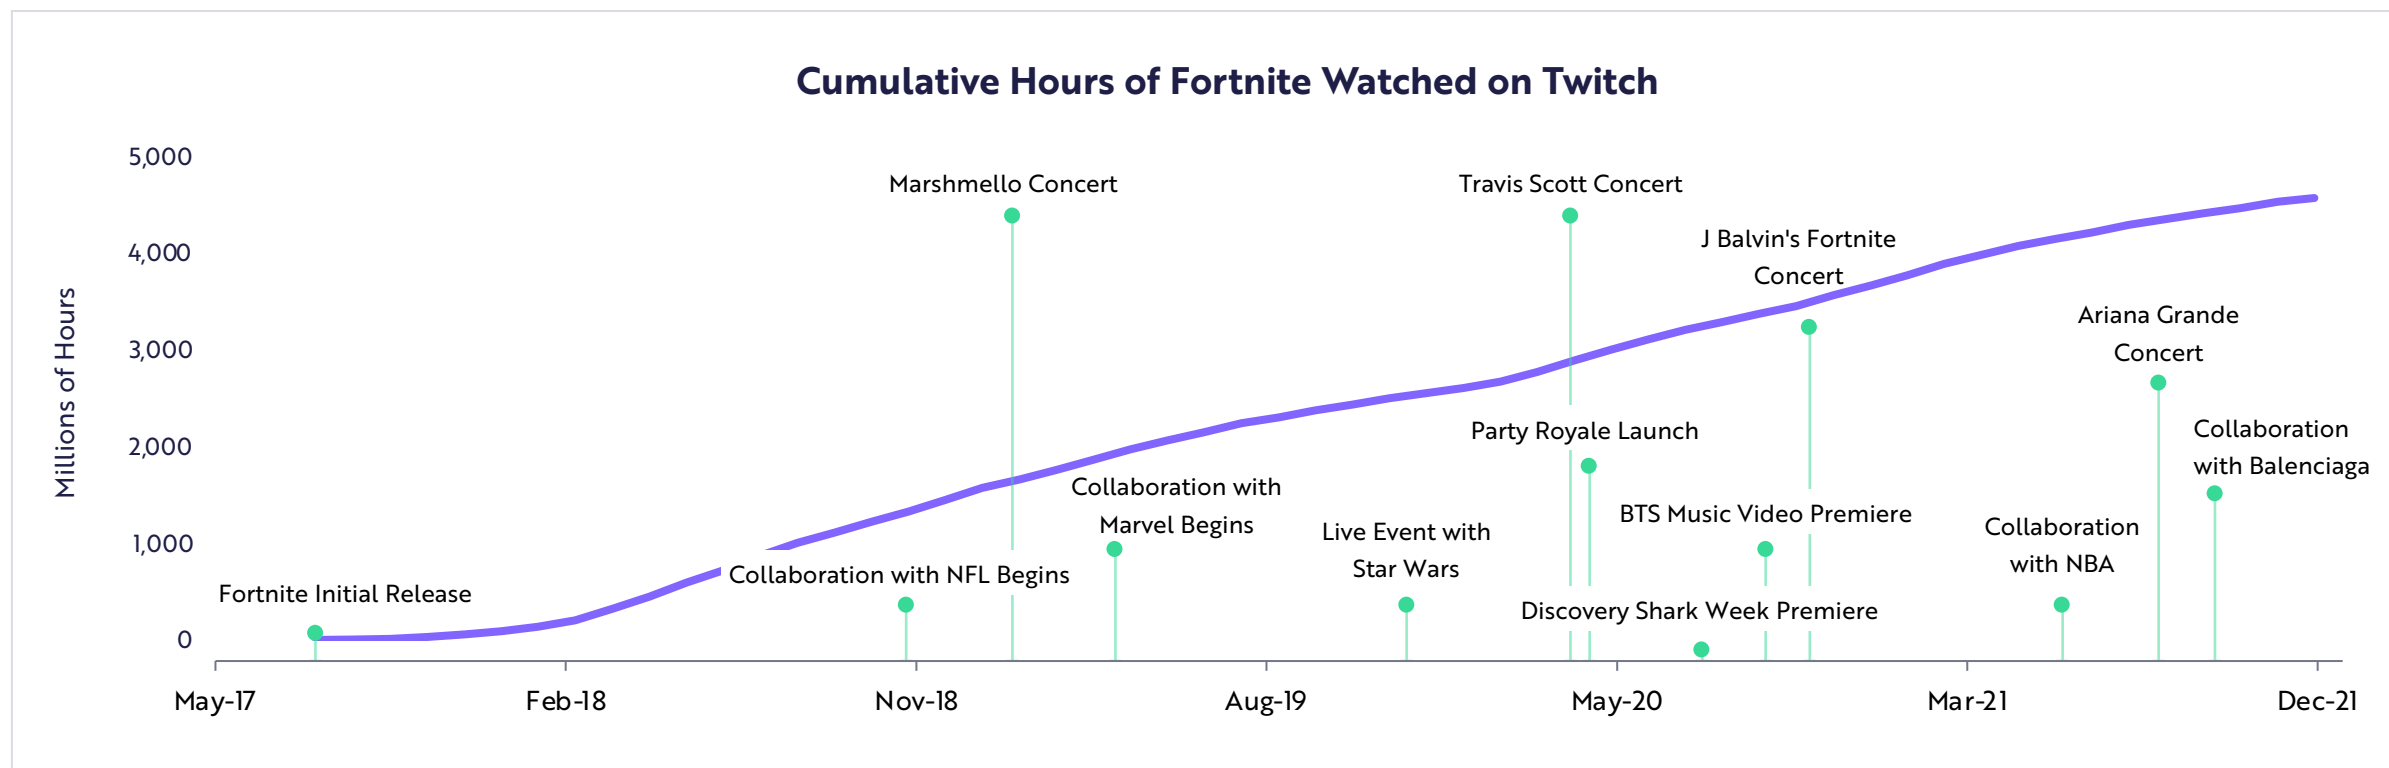 Cumulative Hours of Fortnite Watched on Twitch
Millions of Hours
5,000
4,000
3,000
2,000
1,000
0
Marshmello Concert
Travis Scott Concert
J Balvin's Fortnite
Concert
Ariana Grande
Concert
Party Royale Launch
Collaboration
with Balenciaga
Collaboration with
Marvel Begins
Live Event with
Star Wars
BTS Music Video Premiere
Collaboration
with NBA
Fortnite Initial Release
Collaboration with NFL Begins
Discovery Shark Week Premiere
May-17
Feb-18
Nov-18
Aug-19
May-20
Mar-21
Dec-21